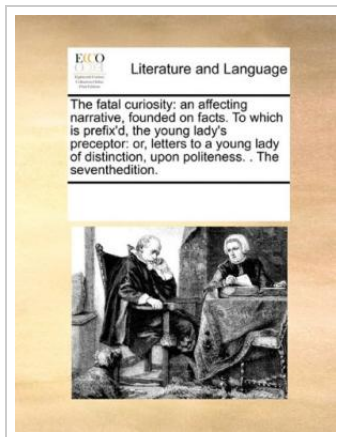 ECCO
Literature and Language
The fatal curiosity: an affecting
narrative, founded on facts. To which
is prefix'd, the young lady's
preceptor: or, letters to a young lady
of distinction, upon politeness. . The
seventhedition.